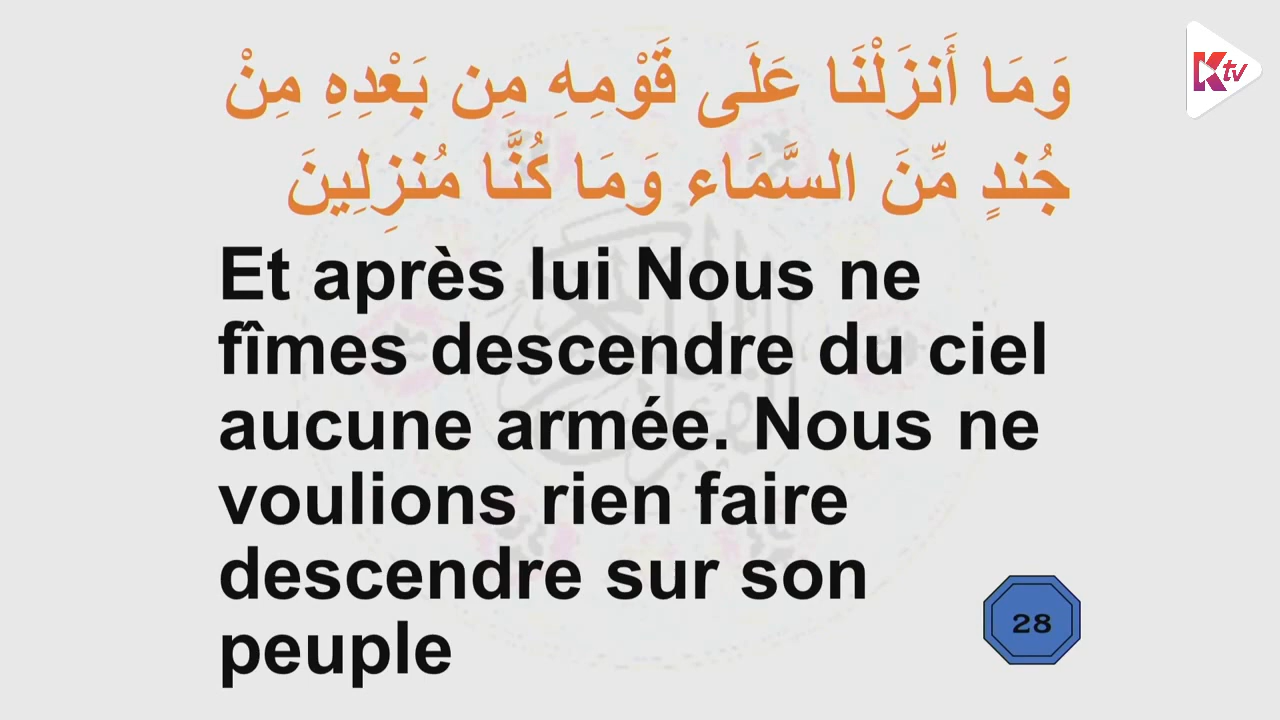 وَمَا أَنزَلْنَا عَلَى قَوْمِهِ مِن بَعْدِهِ مِنْ
جُندٍ مِّنَ السَّمَاء وَمَا كُنَّا مُنزِلِينَ
Et après lui Nous ne
fîmes descendre du ciel
aucune armée. Nous ne
voulions rien faire
descendre sur son
peuple
28
Ktv